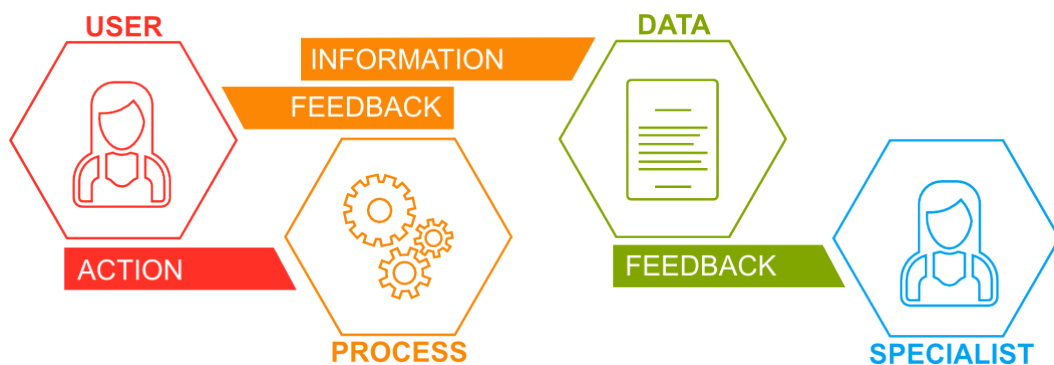 USER
DATA
INFORMATION
FEEDBACK
ACTION
FEEDBACK
PROCESS
SPECIALIST